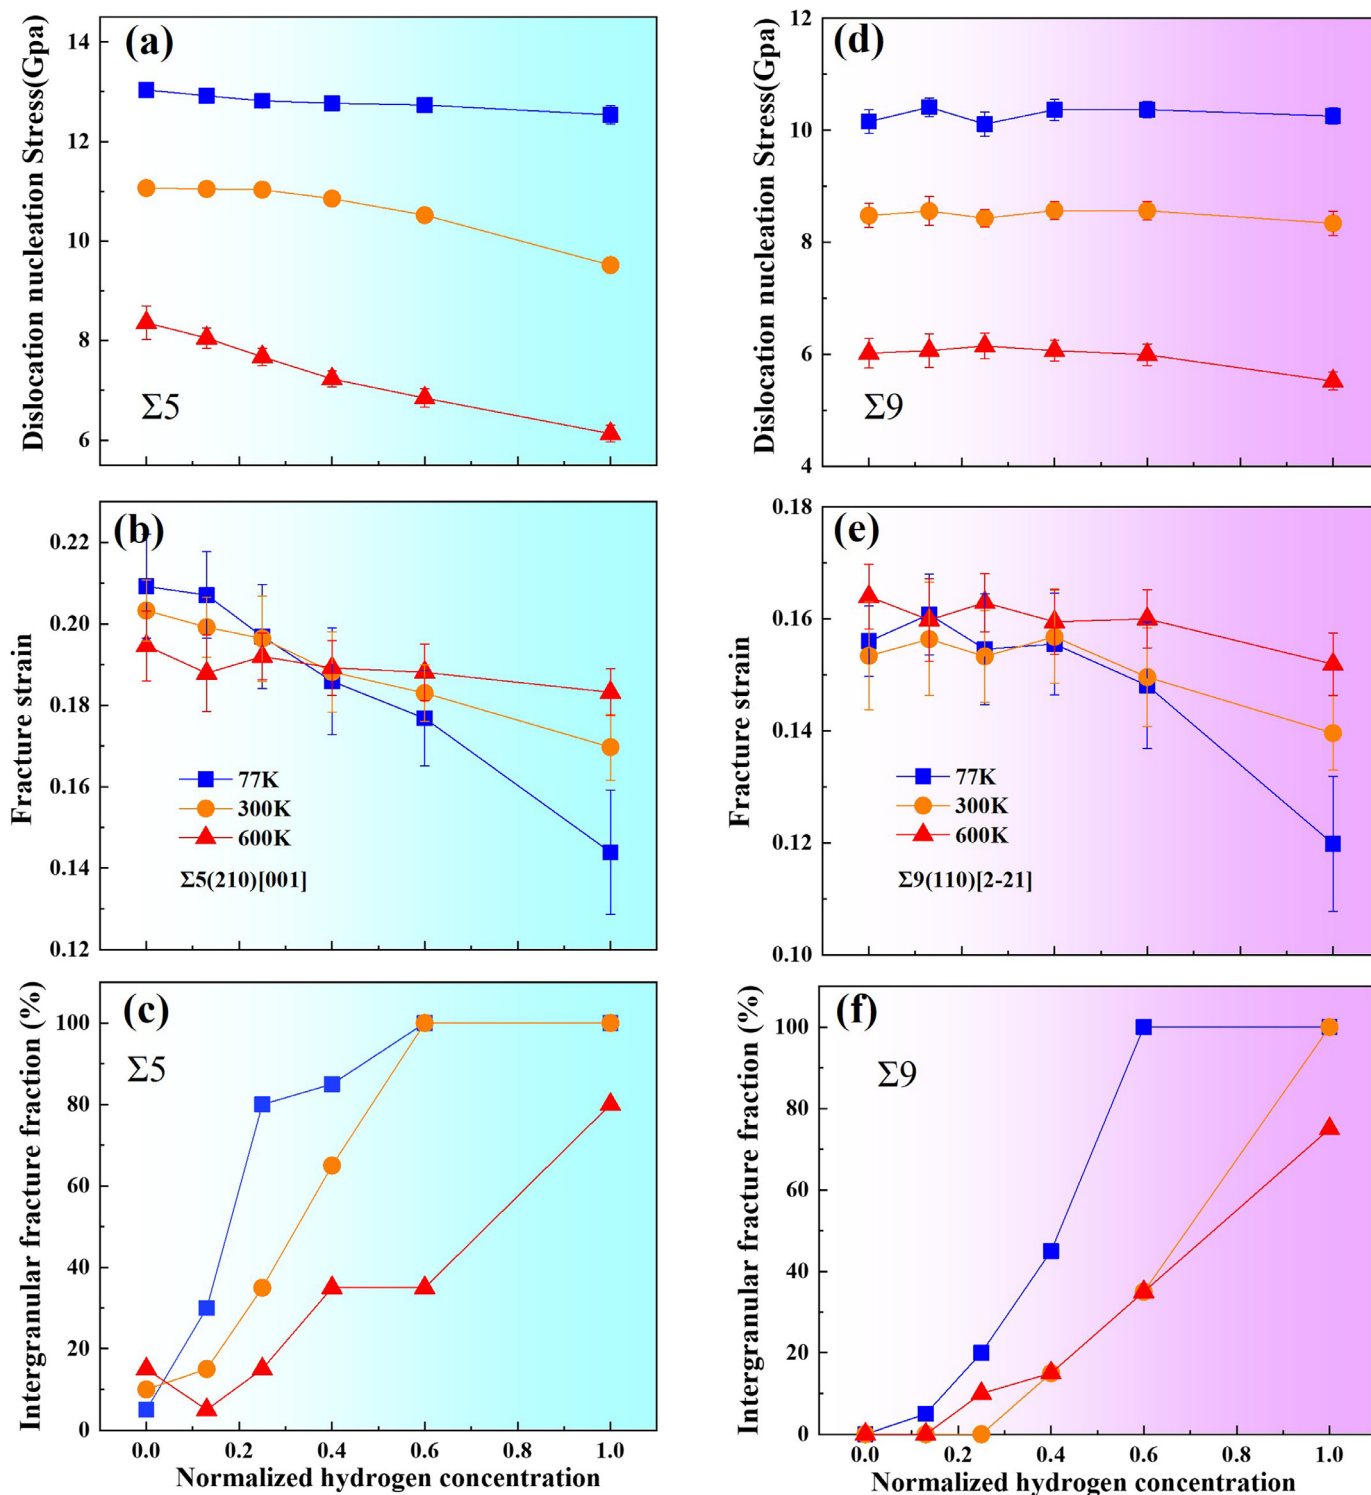 (a)
Dislocation nucleation Stress(Gpa)
14
12
10
8
6
Σ5
(d)
Dislocation nucleation Stress(Gpa)
12
10
8
6
4
Σ9
(b)
Fracture strain
0.22
0.20
0.18
0.16
0.14
0.12
77K
300K
600K
Σ5(210)[001]
(e)
Fracture strain
0.18
0.16
0.14
0.12
0.10
77K
300K
600K
Σ9(110)[2-21]
(c)
Intergranular fracture fraction (%)
100
80
60
40
20
0
Σ5
0.0 0.2 0.4 0.6 0.8 1.0
Normalized hydrogen concentration
(f)
Intergranular fracture fraction (%)
100
80
60
40
20
0
Σ9
0.0 0.2 0.4 0.6 0.8 1.0
Normalized hydrogen concentration